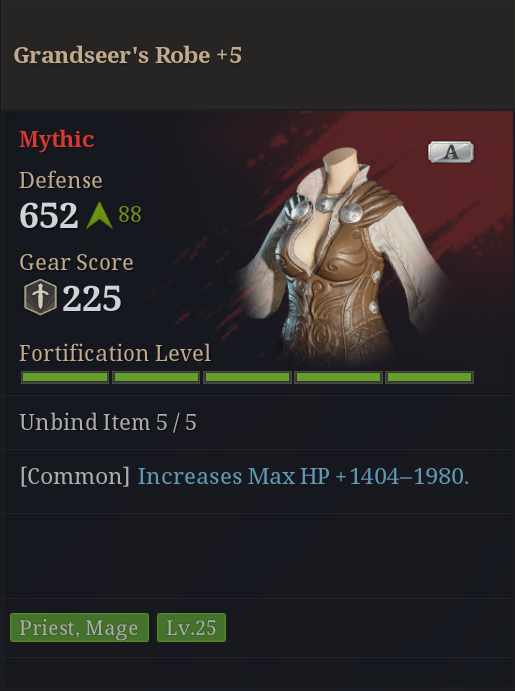 Grandseer's Robe +5
Mythic
A
Defense
652 88
Gear Score
225
Fortification Level
Unbind Item 5 / 5
[Common] Increases Max HP +1404–1980.
Priest, Mage Lv.25